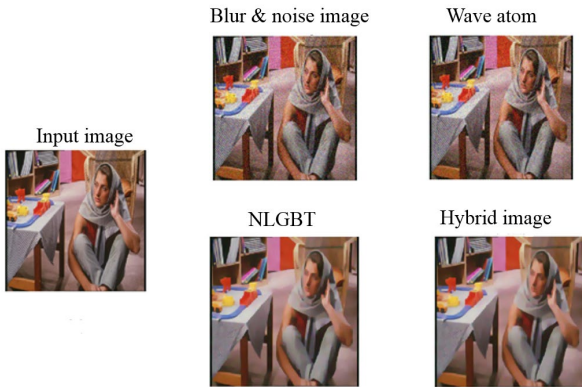 Blur & noise image
Wave atom
Input image
NLGBT
Hybrid image